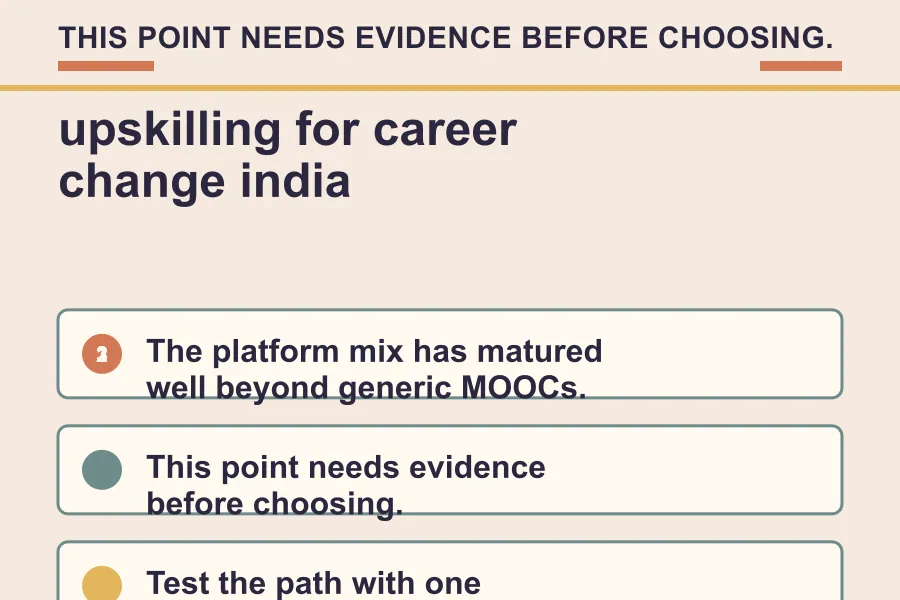 THIS POINT NEEDS EVIDENCE BEFORE CHOOSING.
upskilling for career
change india
The platform mix has matured
well beyond generic MOOCs.
This point needs evidence
before choosing.
Test the path with one